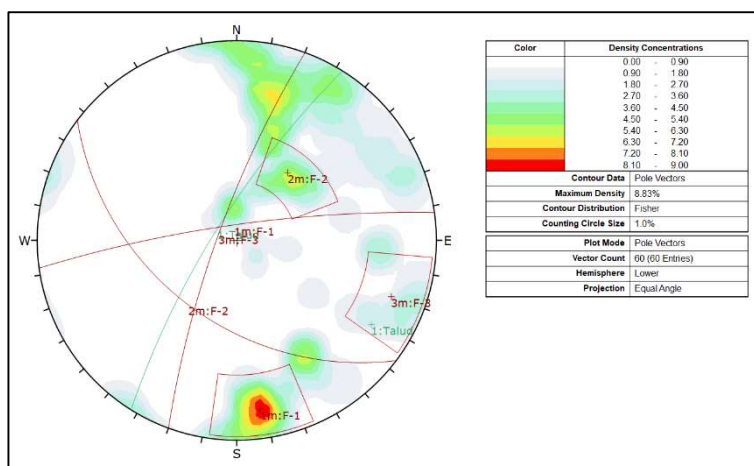 N
2m:F-2
1m:F-1
3m:F-3
W
E
3m:F-3
2m:F-2
1:Talud
1m:F-1
S
Color Density Concentrations
0.00 - 0.90
0.90 - 1.80
1.80 - 2.70
2.70 - 3.60
3.60 - 4.50
4.50 - 5.40
5.40 - 6.30
6.30 - 7.20
7.20 - 8.10
8.10 - 9.00
Contour Data Pole Vectors
Maximum Density 8.83%
Contour Distribution Fisher
Counting Circle Size 1.0%
Plot Mode Pole Vectors
Vector Count 60 (60 Entries)
Hemisphere Lower
Projection Equal Angle